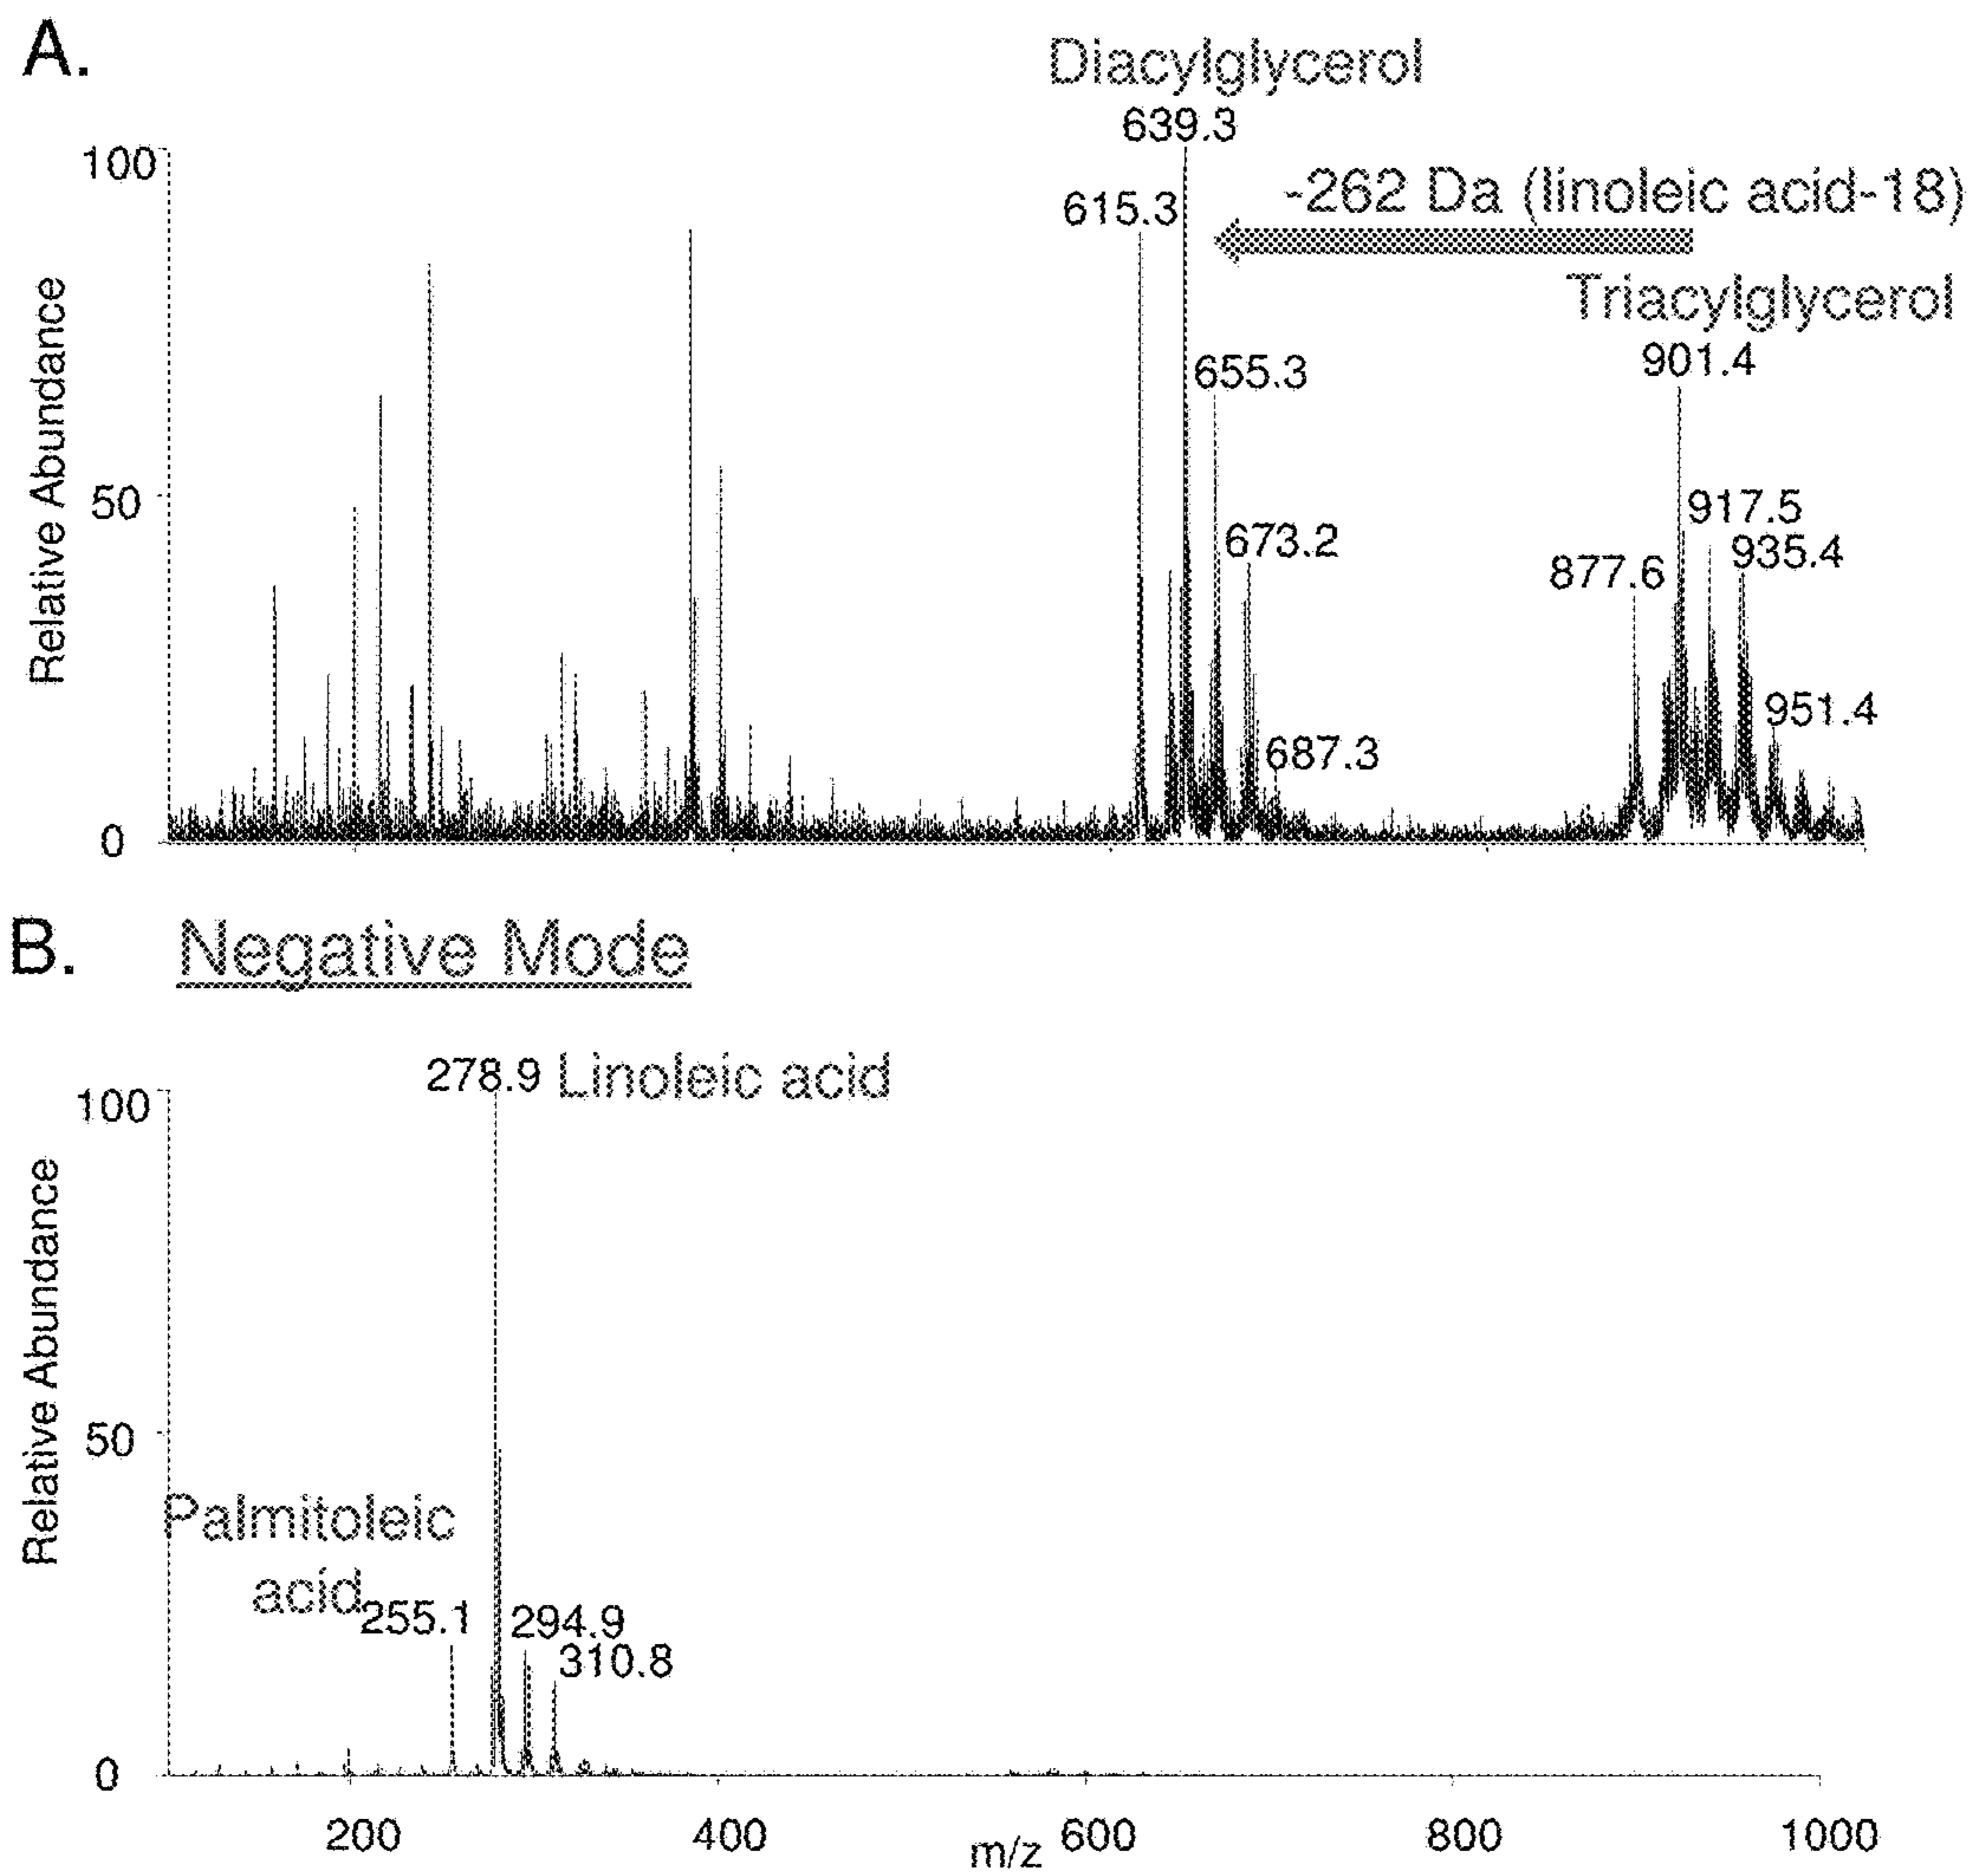 A.
Diacylglycerol
639.3
100
615.3
-262 Da (linoleic acid-18)
Triacylglycerol
901.4
655.3
50
917.5
673.2
935.4
877.6
951.4
687.3
0
Relative Abundance
B. Negative Mode
278.9 Linoleic acid
100
50
Palmitoleic
acid
255.1
294.9
310.8
0
Relative Abundance
200
400
m/z
600
800
1000